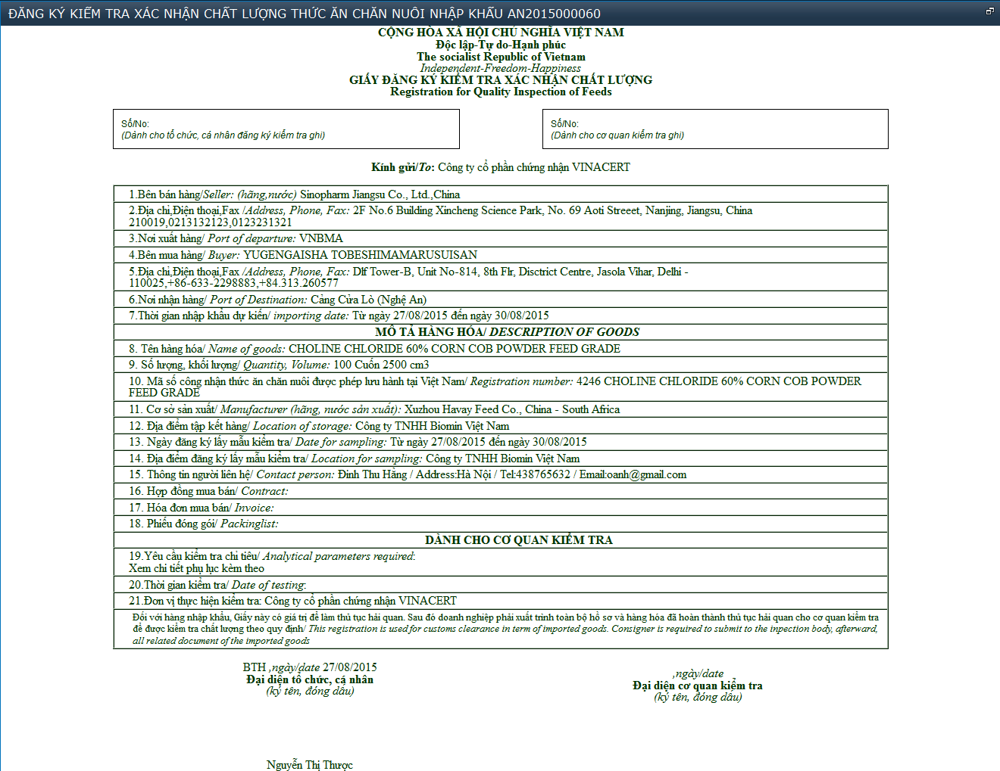 ĐĂNG KÝ KIỂM TRA XÁC NHẬN CHẤT LƯỢNG THỨC ĂN CHĂN NUÔI NHẬP KHẨU AN2015000060
CỘNG HÒA XÃ HỘI CHỦ NGHĨA VIỆT NAM
Độc lập-Tự do-Hạnh phúc
The socialist Republic of Vietnam
Independent-Freedom-Happiness
GIẤY ĐĂNG KÝ KIỂM TRA XÁC NHẬN CHẤT LƯỢNG
Registration for Quality Inspection of Feeds
Số/No:
(Dành cho tổ chức, cá nhân đăng ký kiểm tra ghi)
Số/No:
(Dành cho cơ quan kiểm tra ghi)
Kính gửi/To: Công ty cổ phần chứng nhận VINACERT
1.Bên bán hàng/Seller: (hãng,nước) Sinopharm Jiangsu Co., Ltd.,China
2.Địa chỉ,Điện thoại,Fax /Address, Phone, Fax: 2F No.6 Building Xincheng Science Park, No. 69 Aoti Streeet, Nanjing, Jiangsu, China
210019,0213132123,0123231321
3.Nơi xuất hàng/ Port of departure: VNBMA
4.Bên mua hàng/ Buyer: YUGENGAISHA TOBESHIMAMARUSUISAN
5.Địa chỉ,Điện thoại,Fax /Address, Phone, Fax: Dlf Tower-B, Unit No-814, 8th Flr, Disctrict Centre, Jasola Vihar, Delhi -
110025,+86-633-2298883,+84.313.260577
6.Nơi nhận hàng/ Port of Destination: Cảng Cửa Lò (Nghệ An)
7.Thời gian nhập khẩu dự kiến/ importing date: Từ ngày 27/08/2015 đến ngày 30/08/2015
MÔ TẢ HÀNG HÓA/ DESCRIPTION OF GOODS
8. Tên hàng hóa/ Name of goods: CHOLINE CHLORIDE 60% CORN COB POWDER FEED GRADE
9. Số lượng, khối lượng/ Quantity, Volume: 100 Cuốn 2500 cm3
10. Mã số công nhận thức ăn chăn nuôi được phép lưu hành tại Việt Nam/ Registration number: 4246 CHOLINE CHLORIDE 60% CORN COB POWDER
FEED GRADE
11. Cơ sở sản xuất/ Manufacturer (hãng, nước sản xuất): Xuzhou Havay Feed Co., China - South Africa
12. Địa điểm tập kết hàng/ Location of storage: Công ty TNHH Biomin Việt Nam
13. Ngày đăng ký lấy mẫu kiểm tra/ Date for sampling: Từ ngày 27/08/2015 đến ngày 30/08/2015
14. Địa điểm đăng ký lấy mẫu kiểm tra/ Location for sampling: Công ty TNHH Biomin Việt Nam
15. Thông tin người liên hệ/ Contact person: Đinh Thu Hằng / Address:Hà Nội / Tel:438765632 / Email:oanh@gmail.com
16. Hợp đồng mua bán/ Contract:
17. Hóa đơn mua bán/ Invoice:
18. Phiếu đóng gói/ Packinglist:
DÀNH CHO CƠ QUAN KIỂM TRA
19.Yêu cầu kiểm tra chỉ tiêu/ Analytical parameters required:
Xem chi tiết phụ lục kèm theo
20.Thời gian kiểm tra/ Date of testing:
21.Đơn vị thực hiện kiểm tra: Công ty cổ phần chứng nhận VINACERT
Đối với hàng nhập khẩu, Giấy này có giá trị để làm thủ tục hải quan. Sau đó doanh nghiệp phải xuất trình toàn bộ hồ sơ và hàng hóa đã hoàn thành thủ tục hải quan cho cơ quan kiểm tra
để được kiểm tra chất lượng theo quy định/ This registration is used for customs clearance in term of imported goods. Consigner is required to submit to the inpection body, afterward,
all related document of the imported goods
BTH ,ngày/date 27/08/2015
Đại diện tổ chức, cá nhân
(ký tên, đóng dấu)
,ngày/date
Đại diện cơ quan kiểm tra
(ký tên, đóng dấu)
Nguyễn Thị Thược